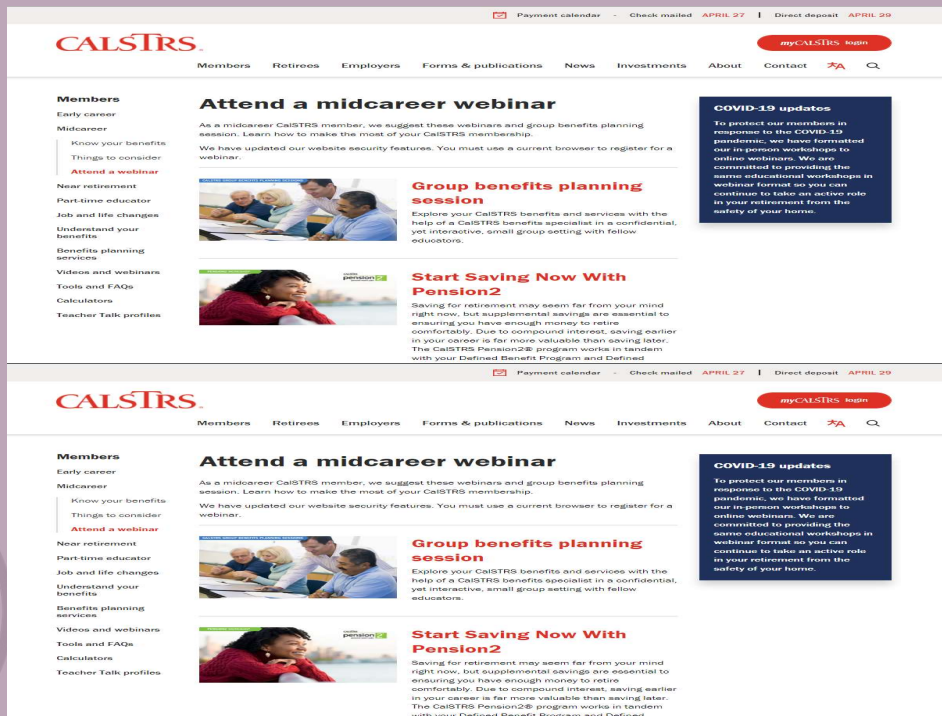 Payment calendar - Check mailed APRIL 27 | Direct deposit APRIL 29
CALSTRS
myCALSTRS login
Members Retirees Employers Forms & publications News Investments About Contact
Members
Early career
Midcareer
Know your benefits
Things to consider
Attend a webinar
Near retirement
Part-time educator
Job and life changes
Understand your
benefits
Benefits planning
services
Videos and webinars
Tools and FAQs
Calculators
Teacher Talk profiles
Attend a midcareer webinar
As a midcareer CalSTRS member, we suggest these webinars and group benefits planning
session. Learn how to make the most of your CalSTRS membership.
We have updated our website security features. You must use a current browser to register for a
webinar.
CALSTRS GROUP BENEFITS PLANNING SESSION
Group benefits planning
session
Explore your CalSTRS benefits and services with the
help of a CalSTRS benefits specialist in a confidential,
yet interactive, small group setting with fellow
educators.
pension2
Start Saving Now With
Pension2
Saving for retirement may seem far from your mind
right now, but supplemental savings are essential to
ensuring you have enough money to retire
comfortably. Due to compound interest, saving earlier
in your career is far more valuable than saving later.
The CalSTRS Pension2® program works in tandem
with your Defined Benefit Program and Defined
COVID-19 updates
To protect our members in
response to the COVID-19
pandemic, we have formatted
our in-person workshops to
online webinars. We are
committed to providing the
same educational workshops in
webinar format so you can
continue to take an active role
in your retirement from the
safety of your home.
Payment calendar - Check mailed APRIL 27 | Direct deposit APRIL 29
CALSTRS
myCALSTRS login
Members Retirees Employers Forms & publications News Investments About Contact
Members
Early career
Midcareer
Know your benefits
Things to consider
Attend a webinar
Near retirement
Part-time educator
Job and life changes
Understand your
benefits
Benefits planning
services
Videos and webinars
Tools and FAQs
Calculators
Teacher Talk profiles
Attend a midcareer webinar
As a midcareer CalSTRS member, we suggest these webinars and group benefits planning
session. Learn how to make the most of your CalSTRS membership.
We have updated our website security features. You must use a current browser to register for a
webinar.
CALSTRS GROUP BENEFITS PLANNING SESSION
Group benefits planning
session
Explore your CalSTRS benefits and services with the
help of a CalSTRS benefits specialist in a confidential,
yet interactive, small group setting with fellow
educators.
pension2
Start Saving Now With
Pension2
Saving for retirement may seem far from your mind
right now, but supplemental savings are essential to
ensuring you have enough money to retire
comfortably. Due to compound interest, saving earlier
in your career is far more valuable than saving later.
The CalSTRS Pension2® program works in tandem
with your Defined Benefit Program and Defined
COVID-19 updates
To protect our members in
response to the COVID-19
pandemic, we have formatted
our in-person workshops to
online webinars. We are
committed to providing the
same educational workshops in
webinar format so you can
continue to take an active role
in your retirement from the
safety of your home.